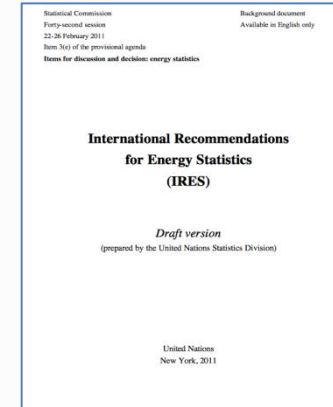 Statistical Commission
Background document
Forty-second session
Available in English only
22-26 February 2011
Item 3(e) of the provisional agenda
Items for discussion and decision: energy statistics
International Recommendations
for Energy Statistics
(IRES)
Draft version
(prepared by the United Nations Statistics Division)
United Nations
New York, 2011